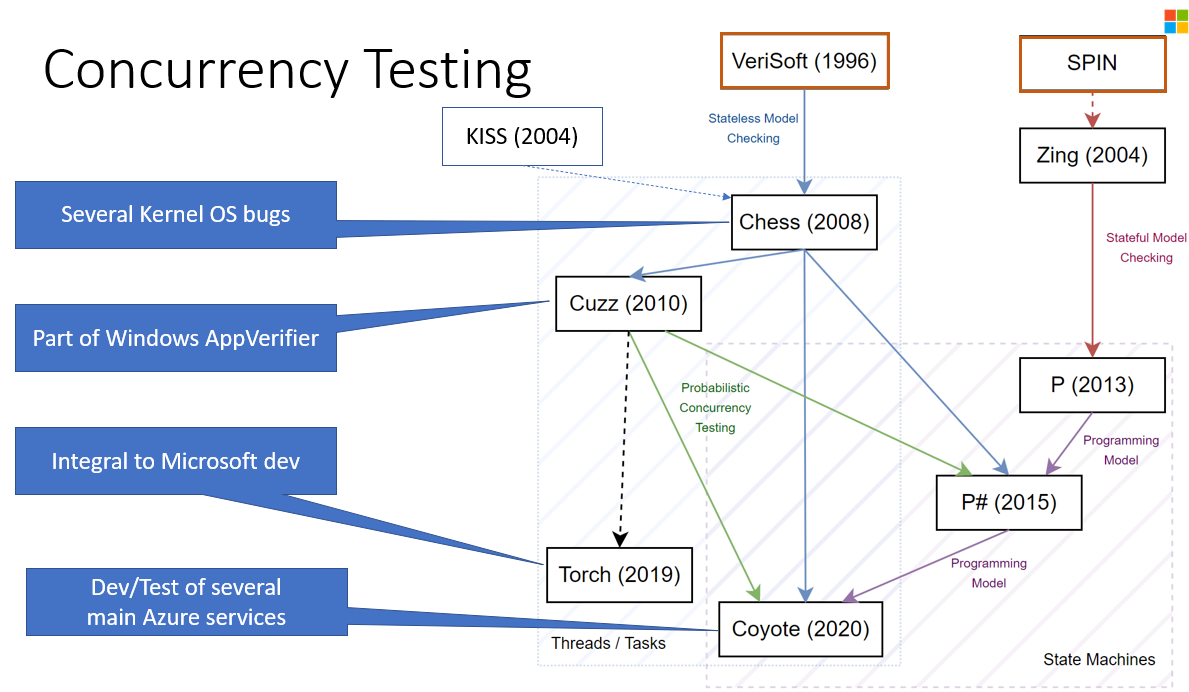 Concurrency Testing
VeriSoft (1996)
SPIN
KISS (2004)
Stateless Model
Checking
Zing (2004)
Several Kernel OS bugs
Chess (2008)
Stateful Model
Checking
Cuzz (2010)
Part of Windows AppVerifier
P (2013)
Probabilistic
Concurrency
Testing
Programming
Model
Integral to Microsoft dev
P# (2015)
Torch (2019)
Programming
Model
Dev/Test of several
main Azure services
Coyote (2020)
Threads / Tasks
State Machines